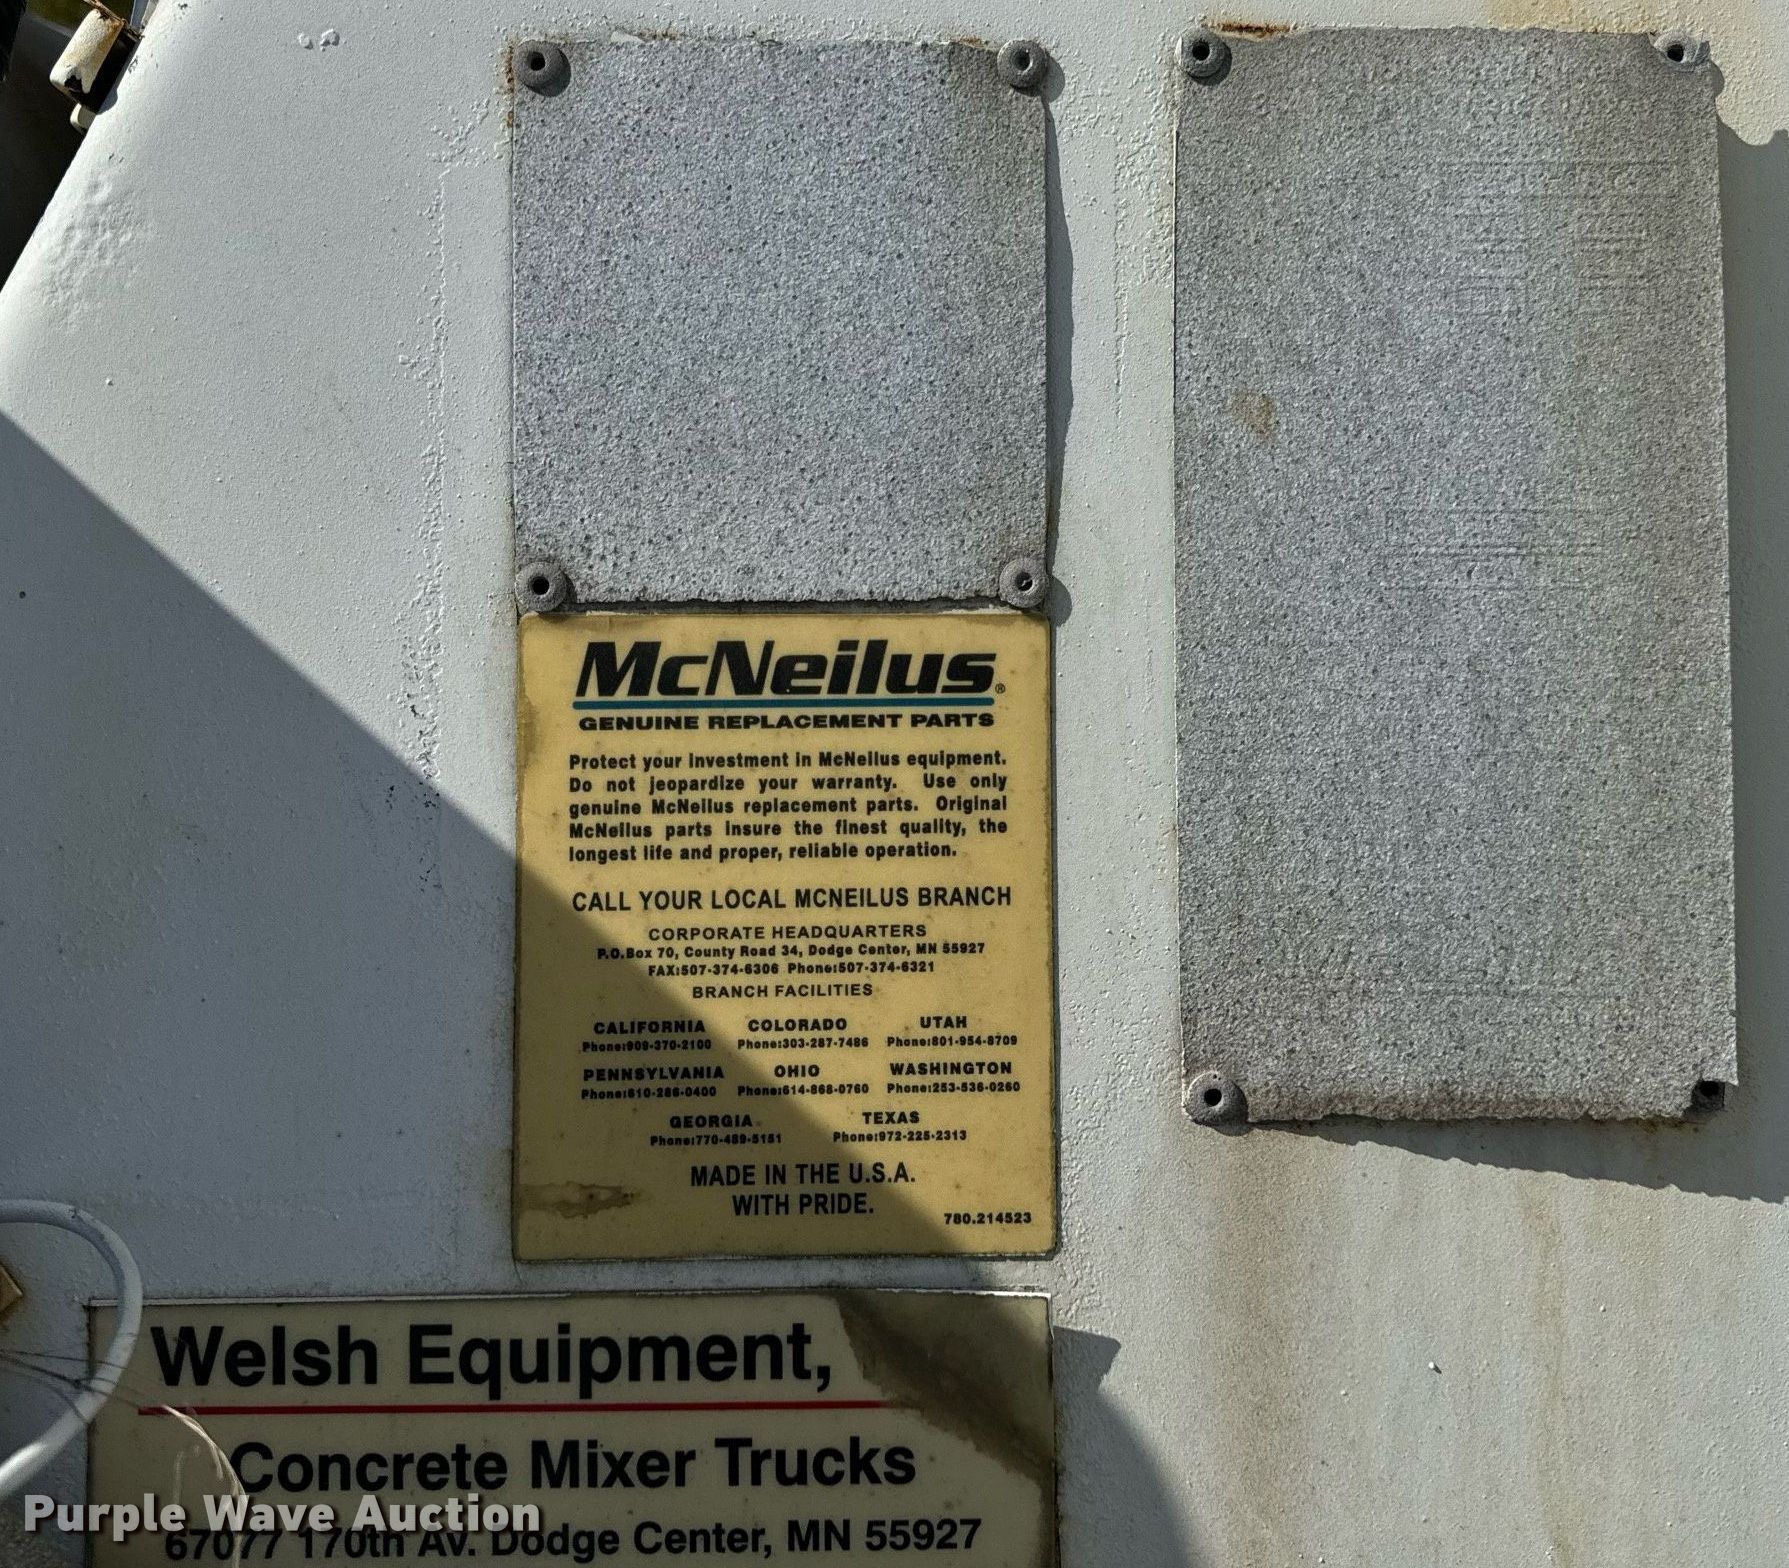 McNeilus®
GENUINE REPLACEMENT PARTS
Protect your investment in McNeilus equipment.
Do not jeopardize your warranty. Use only
genuine McNeilus replacement parts. Original
McNeilus parts insure the finest quality, the
longest life and proper, reliable operation.
CALL YOUR LOCAL MCNEILUS BRANCH
CORPORATE HEADQUARTERS
P.O.Box 70, County Road 34, Dodge Center, MN 55927
FAX:507-374-6306 Phone:507-374-6321
BRANCH FACILITIES
CALIFORNIA COLORADO UTAH
Phone:909-370-2100 Phone:303-287-7486 Phone:801-954-8709
PENNSYLVANIA OHIO WASHINGTON
Phone:610-286-0400 Phone:614-868-0760 Phone:253-536-0260
GEORGIA TEXAS
Phone:770-489-5151 Phone:972-225-2313
MADE IN THE U.S.A.
WITH PRIDE.
780.214523
Welsh Equipment,
Concrete Mixer Trucks
67077 170th Av. Dodge Center, MN 55927
Purple Wave Auction